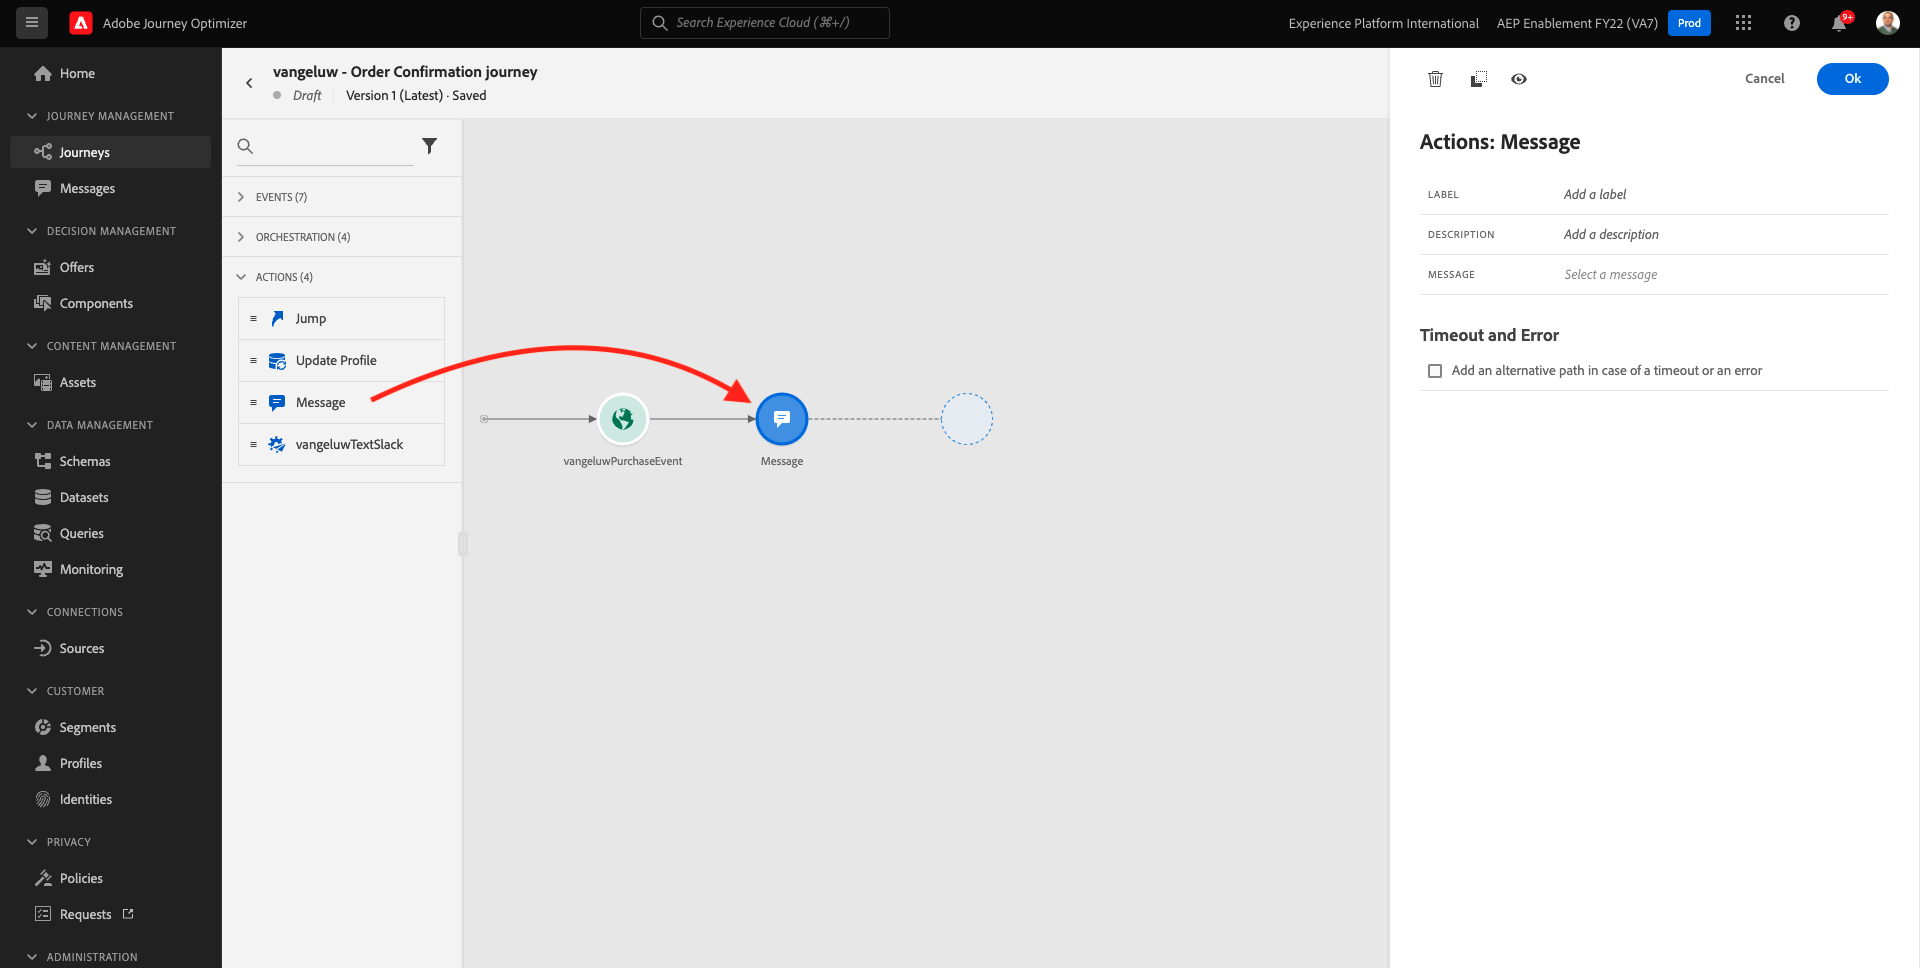 Adobe Journey Optimizer
Search Experience Cloud (⌘+/)
Experience Platform International
AEP Enablement FY22 (VA7)
Prod
9+
Home
JOURNEY MANAGEMENT
Journeys
Messages
DECISION MANAGEMENT
Offers
Components
CONTENT MANAGEMENT
Assets
DATA MANAGEMENT
Schemas
Datasets
Queries
Monitoring
CONNECTIONS
Sources
CUSTOMER
Segments
Profiles
Identities
PRIVACY
Policies
Requests
ADMINISTRATION
vangeluw - Order Confirmation journey
Draft
Version 1 (Latest) · Saved
EVENTS (7)
ORCHESTRATION (4)
ACTIONS (4)
Jump
Update Profile
Message
vangeluwTextSlack
vangeluwPurchaseEvent
Message
Cancel
Ok
Actions: Message
LABEL
Add a label
DESCRIPTION
Add a description
MESSAGE
Select a message
Timeout and Error
Add an alternative path in case of a timeout or an error